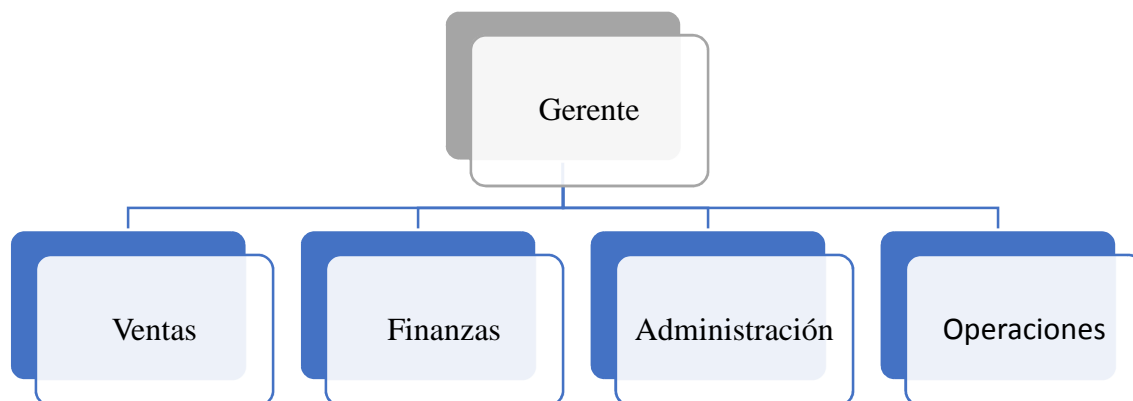 Gerente
Ventas
Finanzas
Administración
Operaciones